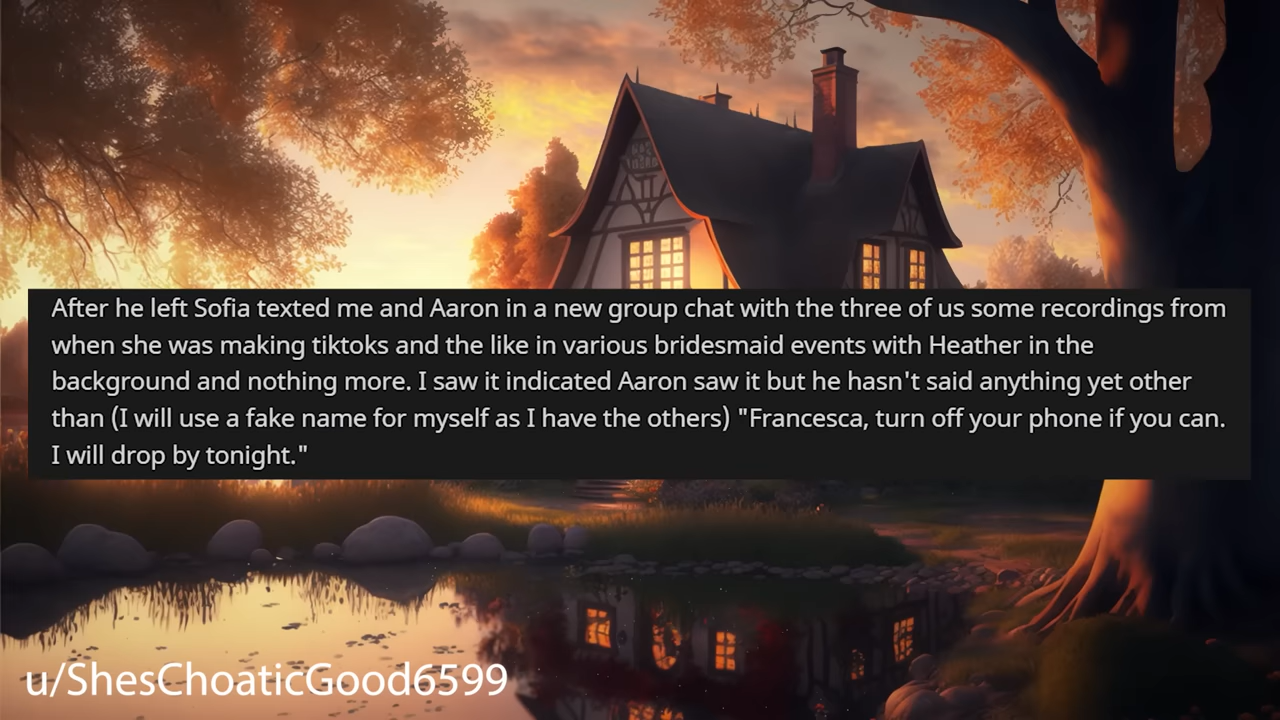 After he left Sofia texted me and Aaron in a new group chat with the three of us some recordings from
when she was making tiktoks and the like in various bridesmaid events with Heather in the
background and nothing more. I saw it indicated Aaron saw it but he hasn't said anything yet other
than (I will use a fake name for myself as I have the others) "Francesca, turn off your phone if you can.
I will drop by tonight."
u/ShesChoaticGood6599